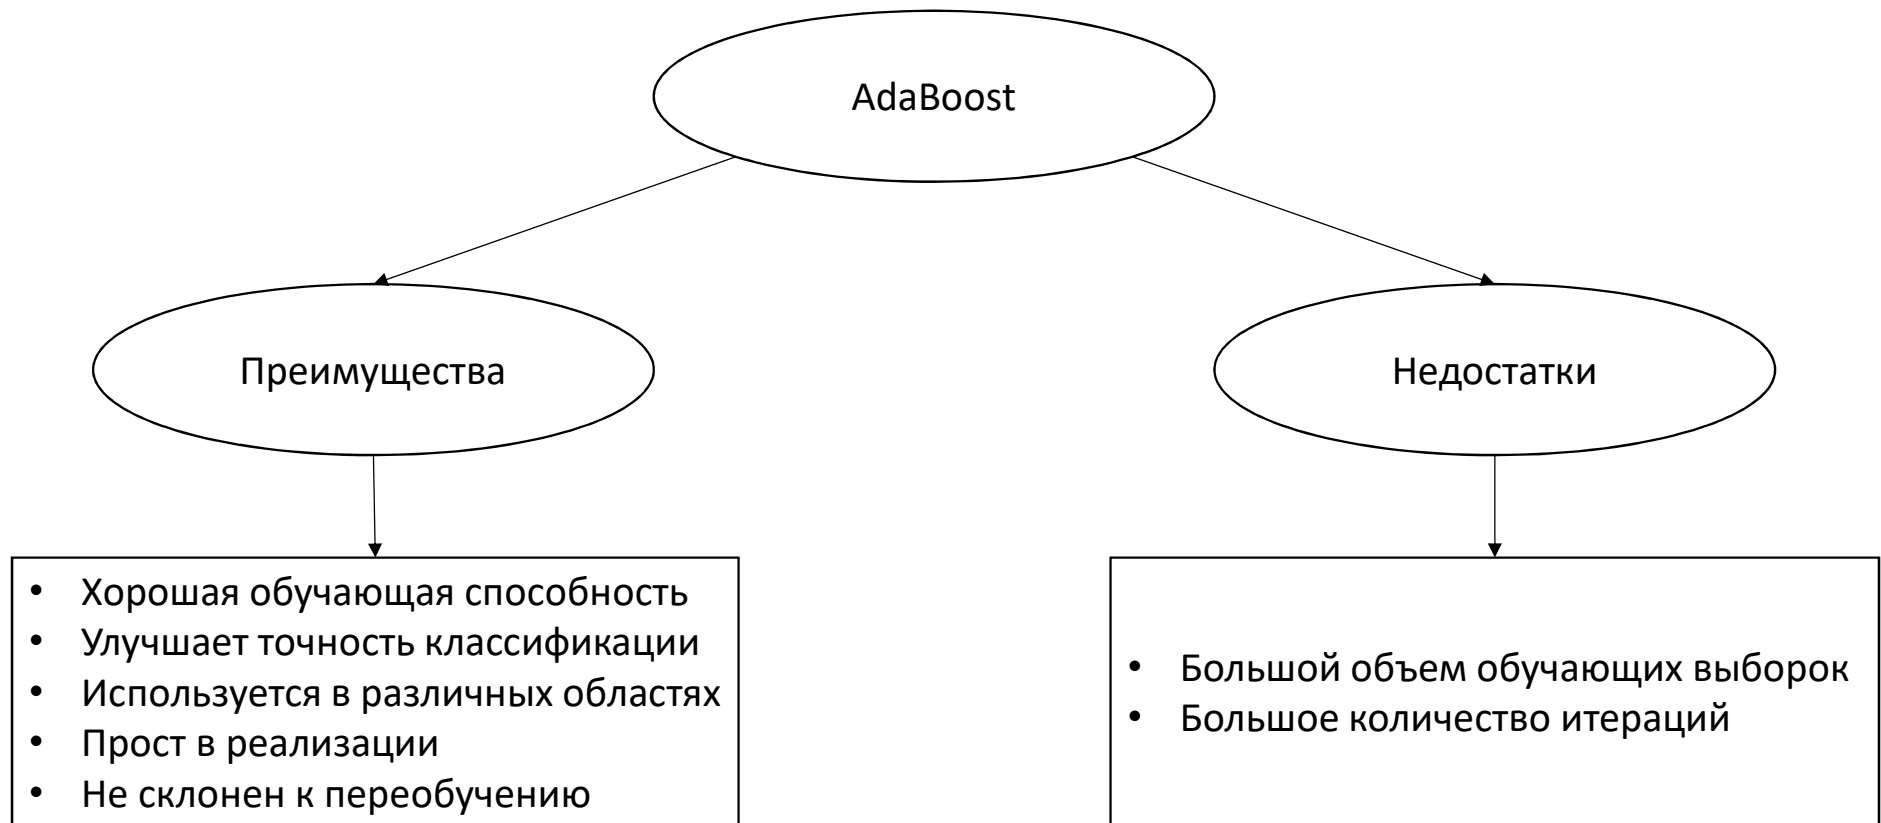 AdaBoost
Преимущества
Недостатки
• Хорошая обучающая способность
• Улучшает точность классификации
• Используется в различных областях
• Прост в реализации
• Не склонен к переобучению
• Большой объем обучающих выборок
• Большое количество итераций